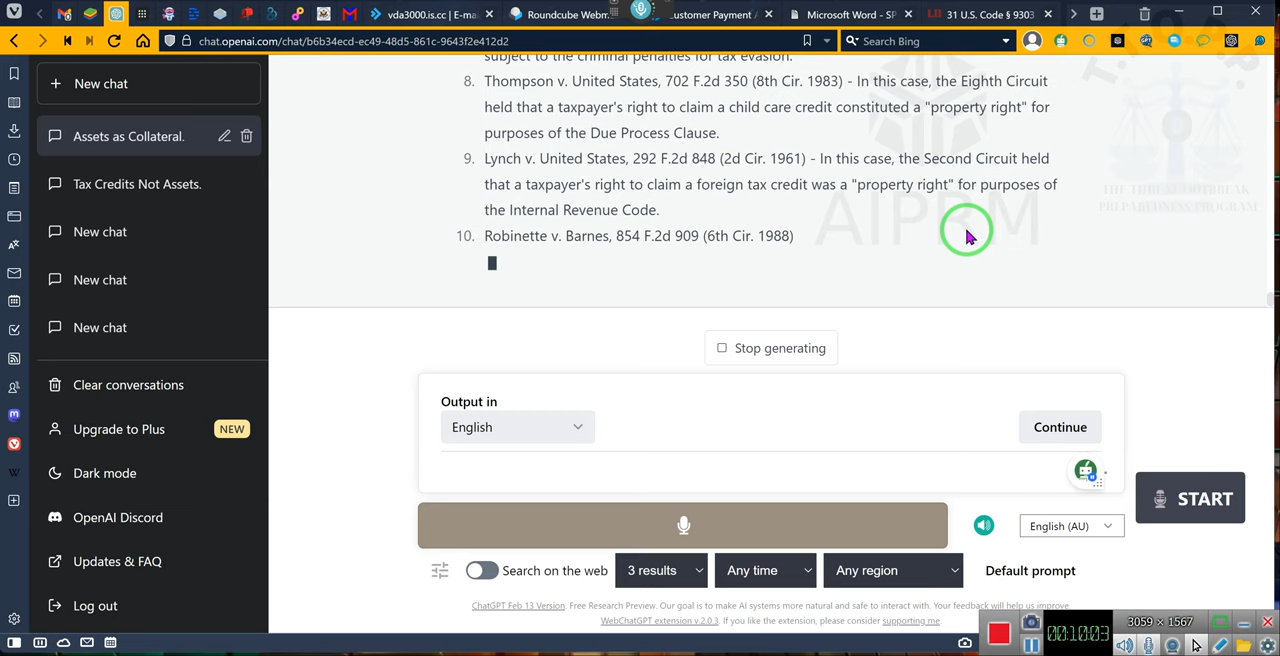 vda3000.is.cc | E-ma
Roundcube Webm
ustomer Payment A
Microsoft Word - SP
LII
31 U.S. Code § 9303
chat.openai.com/chat/b6b34ecd-ec49-48d5-861c-9643f2e412d2
Search Bing
New chat
Assets as Collateral.
Tax Credits Not Assets.
New chat
New chat
New chat
Clear conversations
Upgrade to Plus
NEW
Dark mode
OpenAI Discord
Updates & FAQ
Log out
subject to the criminal penalties for tax evasion.
8. Thompson v. United States, 702 F.2d 350 (8th Cir. 1983) - In this case, the Eighth Circuit
held that a taxpayer's right to claim a child care credit constituted a "property right" for
purposes of the Due Process Clause.
9. Lynch v. United States, 292 F.2d 848 (2d Cir. 1961) - In this case, the Second Circuit held
that a taxpayer's right to claim a foreign tax credit was a "property right" for purposes of
the Internal Revenue Code.
10. Robinette v. Barnes, 854 F.2d 909 (6th Cir. 1988)
AIPRM
THE THREAT OUTBREAK
PREPAREDNESS PROGRAM
Stop generating
Output in
English
Continue
START
English (AU)
Search on the web
3 results
Any time
Any region
Default prompt
ChatGPT Feb 13 Version. Free Research Preview. Our goal is to make AI systems more natural and safe to interact with. Your feedback will help us improve
WebChatGPT extension v.2.0.3. If you like the extension, please consider supporting me.
3059 x 1567
00:10:03